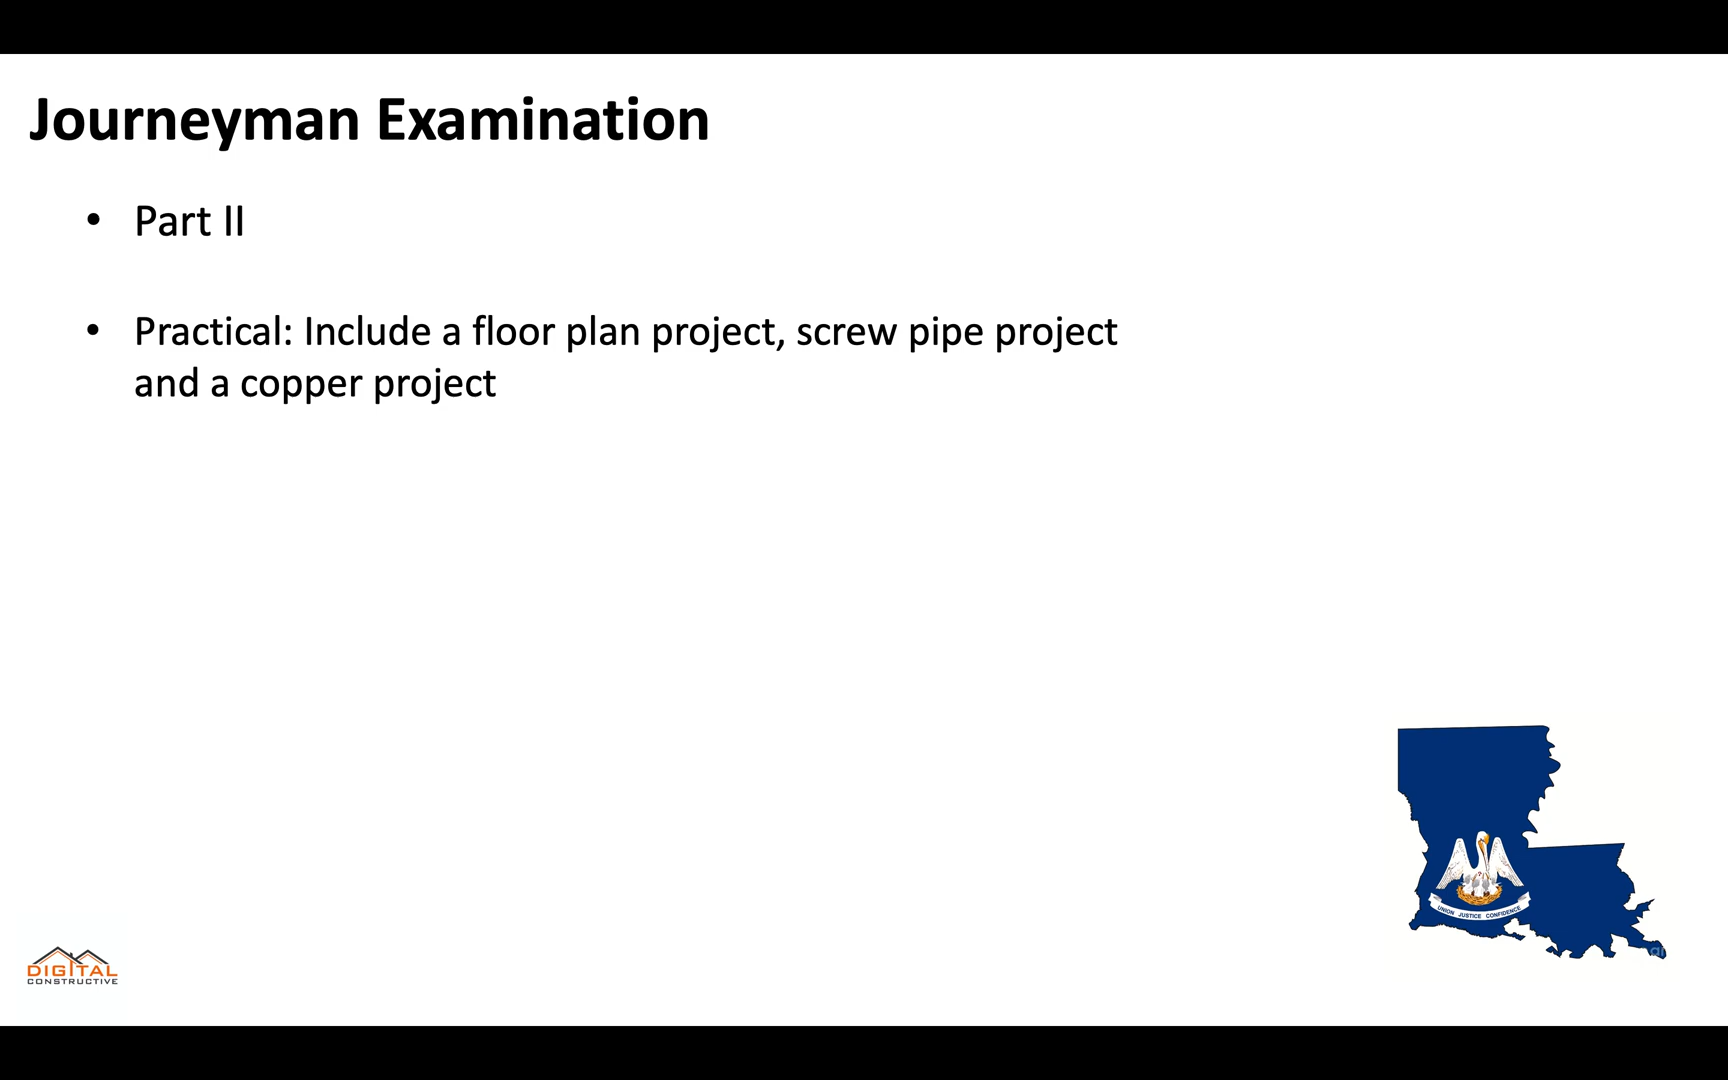 Journeyman Examination
• Part II
• Practical: Include a floor plan project, screw pipe project
and a copper project
UNION JUSTICE CONFIDENCE
DIGITAL
CONSTRUCTIVE